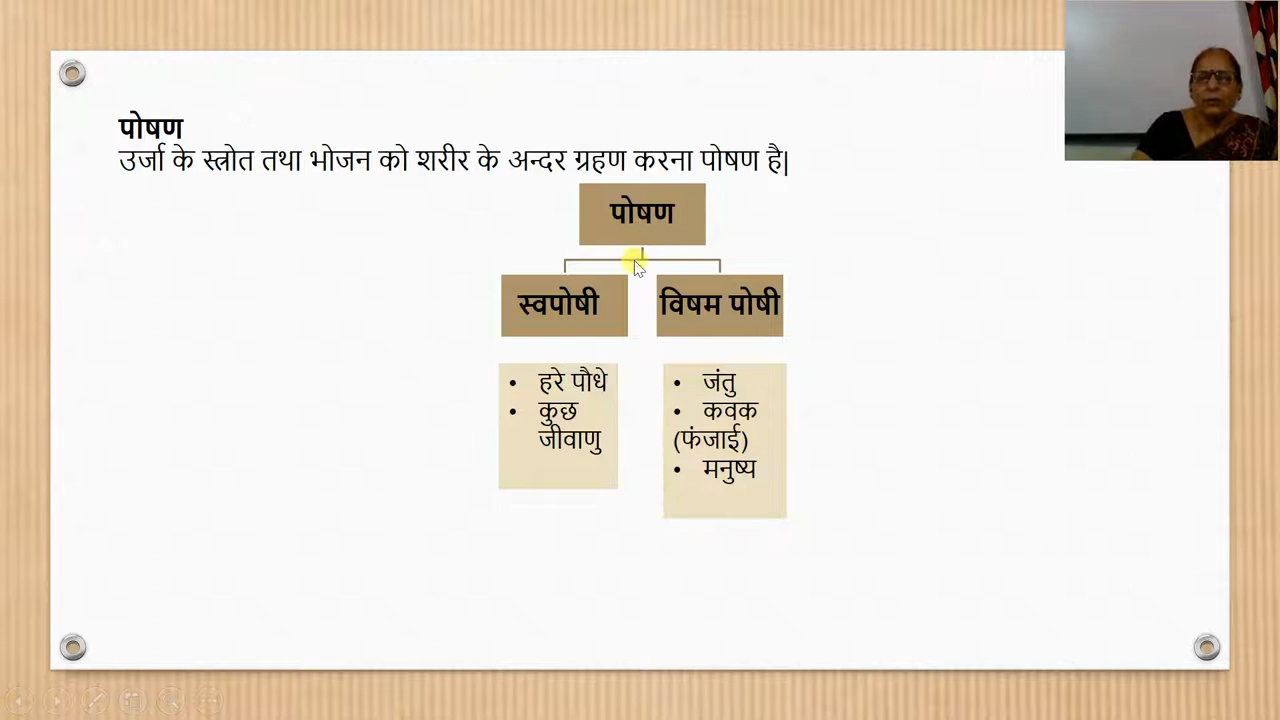 पोषण
उर्जा के स्त्रोत तथा भोजन को शरीर के अन्दर ग्रहण करना पोषण है|
पोषण
स्वपोषी
विषम पोषी
• हरे पौधे
• कुछ
जीवाणु
• जंतु
• कवक
(फंजाई)
• मनुष्य